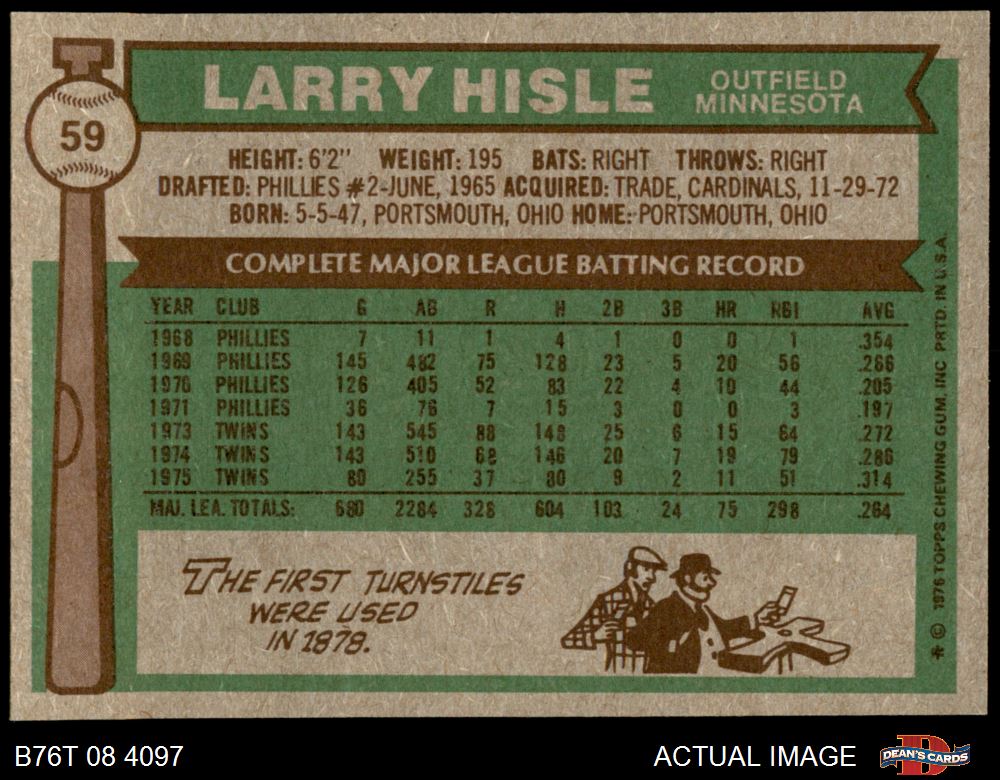 59
LARRY HISLE
OUTFIELD
MINNESOTA
HEIGHT: 6'2" WEIGHT: 195 BATS: RIGHT THROWS: RIGHT
DRAFTED: PHILLIES #2-JUNE, 1965 ACQUIRED: TRADE, CARDINALS, 11-29-72
BORN: 5-5-47, PORTSMOUTH, OHIO HOME: PORTSMOUTH, OHIO
COMPLETE MAJOR LEAGUE BATTING RECORD
YEAR CLUB G AB R H 2B 3B HR RBI AVG
1968 PHILLIES 7 11 1 4 1 0 0 1 .354
1969 PHILLIES 145 482 75 128 23 5 20 56 .266
1970 PHILLIES 126 405 52 83 22 4 10 44 .205
1971 PHILLIES 36 76 7 15 3 0 0 3 .197
1973 TWINS 143 545 88 148 25 6 15 64 .272
1974 TWINS 143 510 68 146 20 7 19 79 .286
1975 TWINS 80 255 37 80 9 2 11 51 .314
MAJ. LEA. TOTALS: 680 2284 328 604 103 24 75 298 .264
THE FIRST TURNSTILES
WERE USED
IN 1878.
* © 1976 TOPPS CHEWING GUM, INC PRTD. IN U.S.A.
B76T 08 4097
ACTUAL IMAGE
DEAN'S CARDS